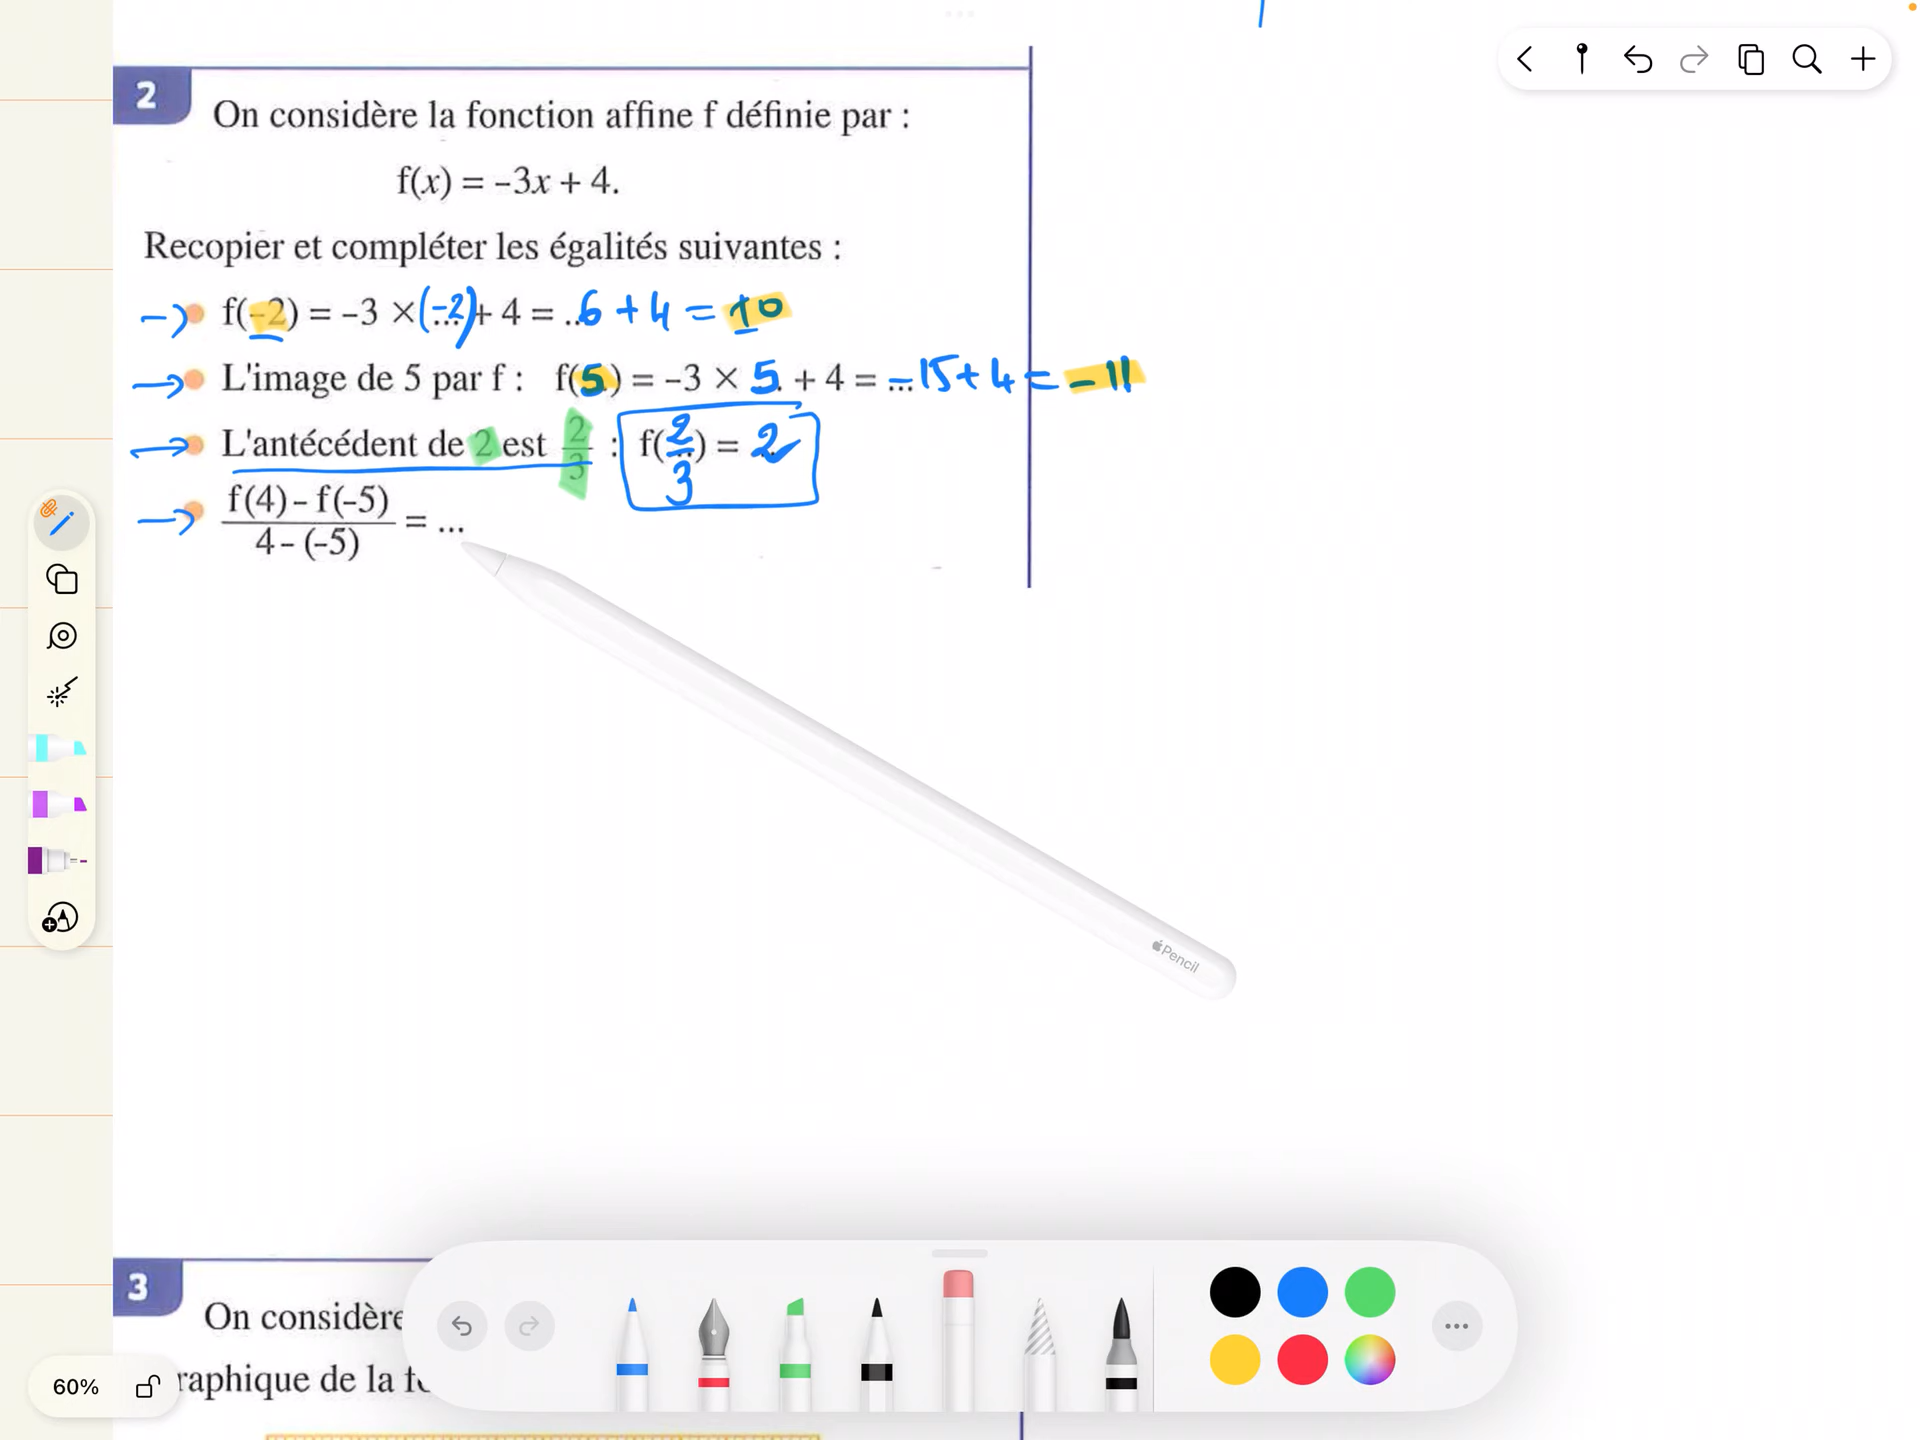 2
On considère la fonction affine f définie par :
f(x) = -3x + 4.
Recopier et compléter les égalités suivantes :
-> f(-2) = -3 ×(-2)+ 4 = ..6 + 4 = 10
-> L'image de 5 par f : f(5) = -3 × 5 + 4 = ...-15+4 = -11
-> L'antécédent de 2 est 2/3 : f(2/3) = 2
-> f(4) - f(-5) / 4 - (-5) = ...
Pencil
3
On considère
raphique de la fo
60%